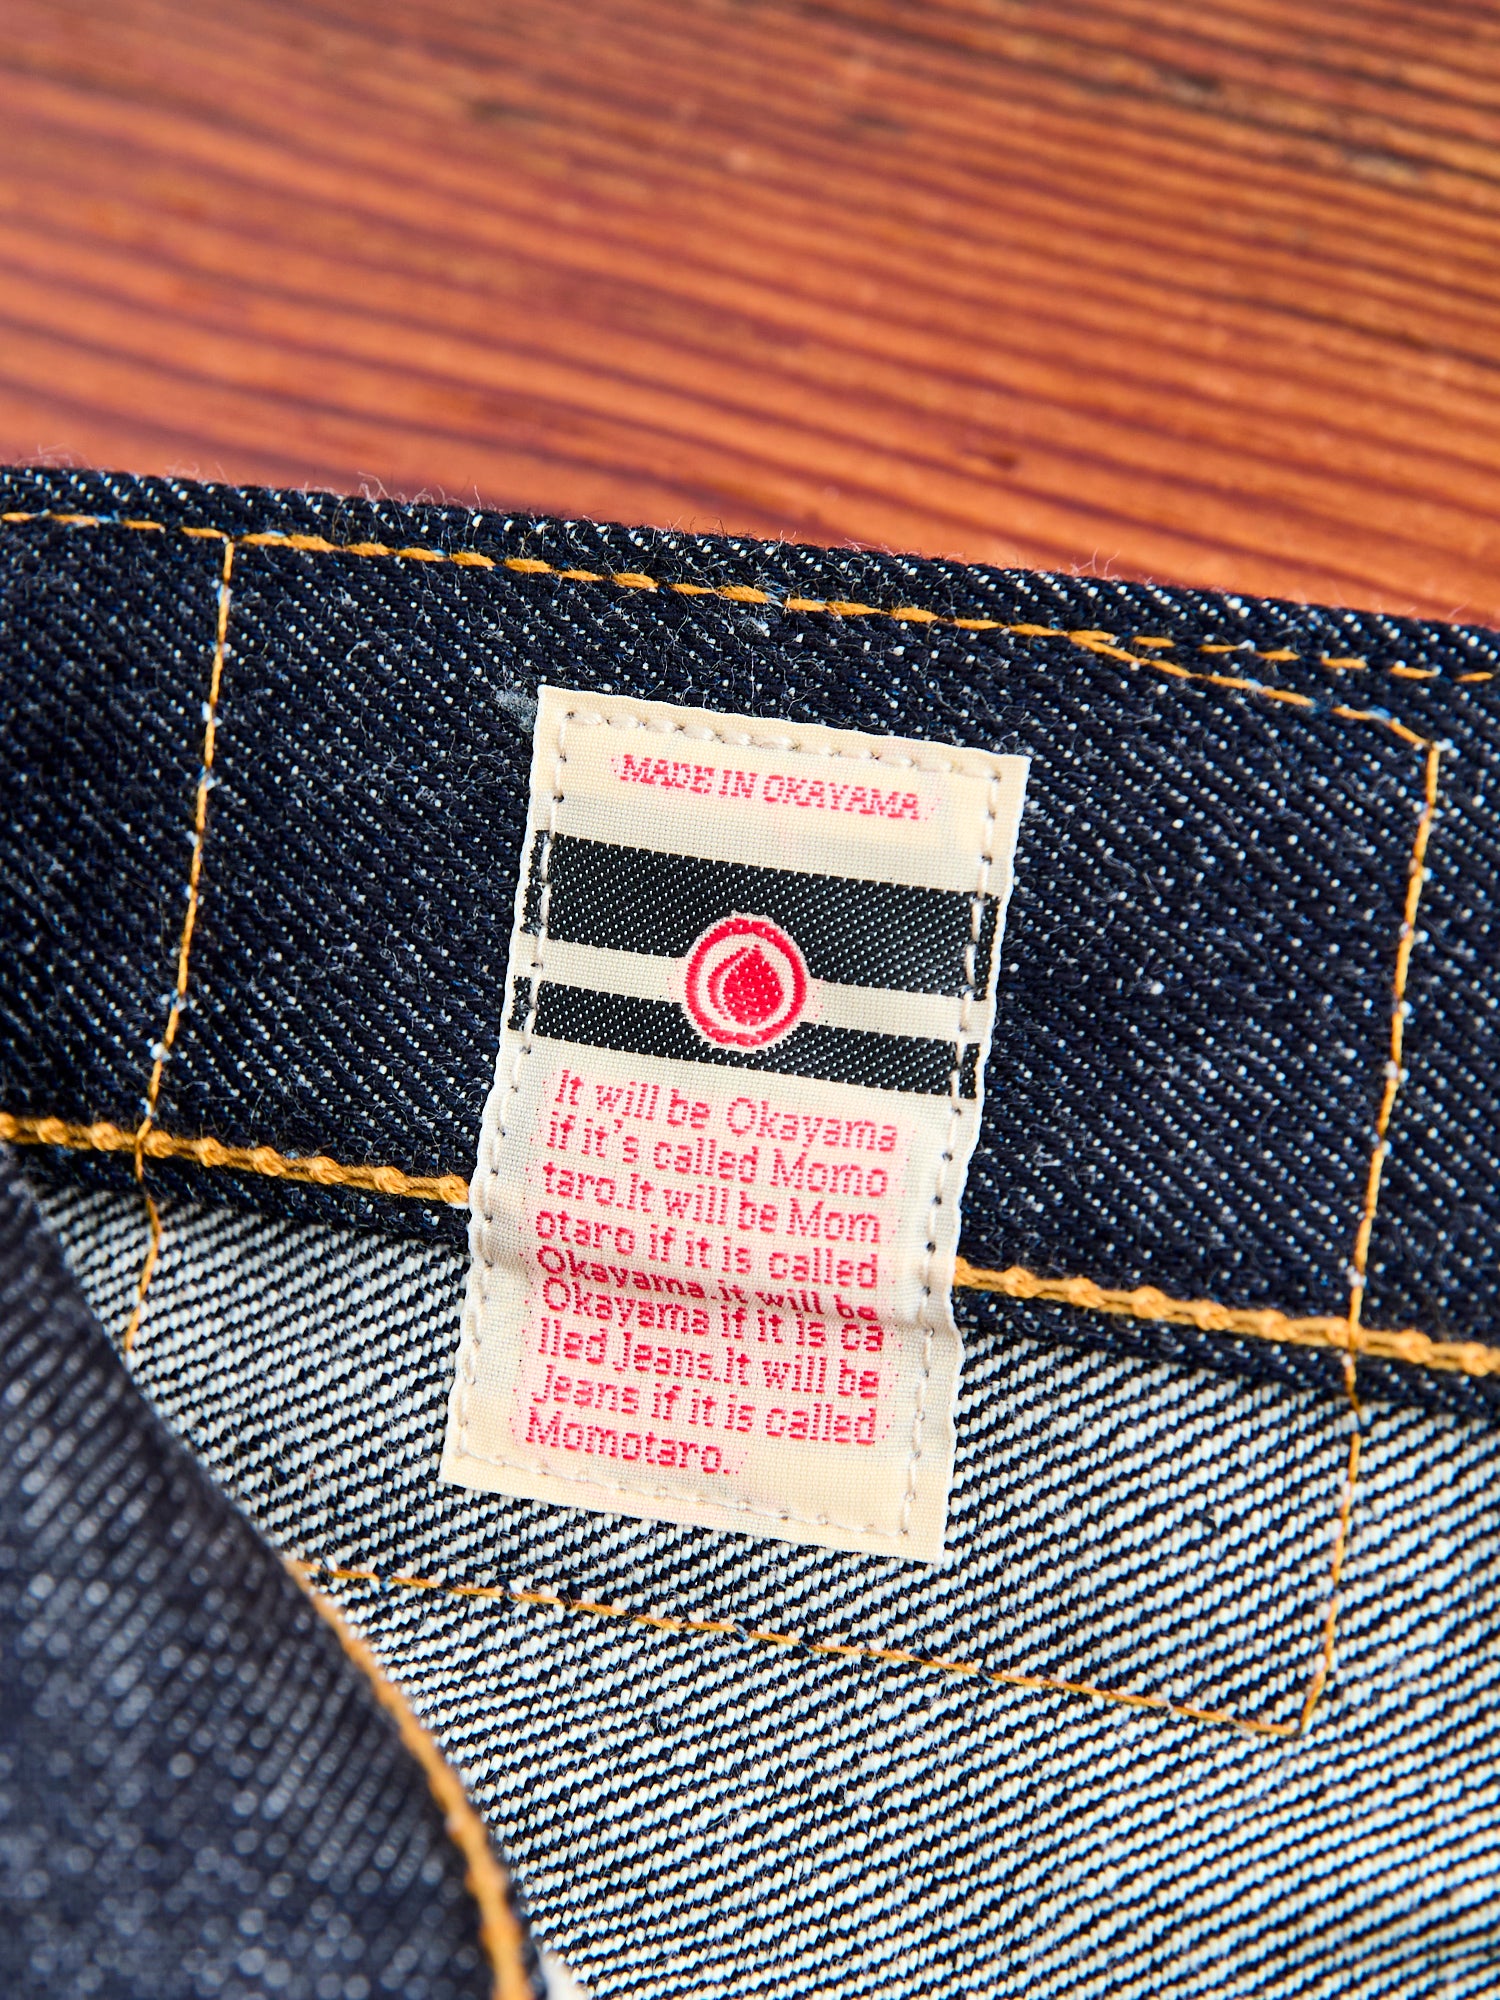 MADE IN OKAYAMA
It will be Okayama
if it's called Momo
taro.It will be Mom
otaro if it is called
Okayama.it will be
Okayama if it is ca
lled Jeans.It will be
Jeans if it is called
Momotaro.